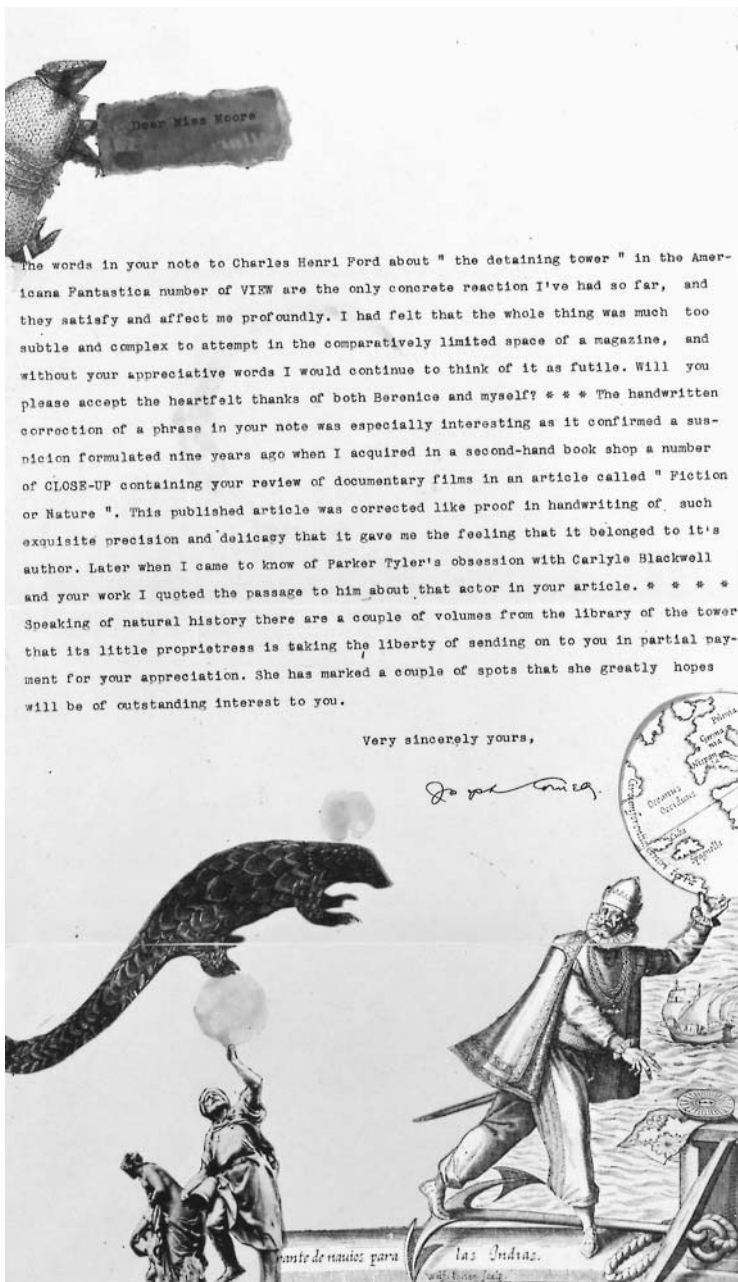 Dear Miss Moore
The words in your note to Charles Henri Ford about " the detaining tower " in the Amer-
icana Fantastica number of VIEW are the only concrete reaction I've had so far, and
they satisfy and affect me profoundly. I had felt that the whole thing was much too
subtle and complex to attempt in the comparatively limited space of a magazine, and
without your appreciative words I would continue to think of it as futile. Will you
please accept the heartfelt thanks of both Berenice and myself? * * * The handwritten
correction of a phrase in your note was especially interesting as it confirmed a sus-
picion formulated nine years ago when I acquired in a second-hand book shop a number
of CLOSE-UP containing your review of documentary films in an article called " Fiction
or Nature ". This published article was corrected like proof in handwriting of such
exquisite precision and delicacy that it gave me the feeling that it belonged to it's
author. Later when I came to know of Parker Tyler's obsession with Carlyle Blackwell
and your work I quoted the passage to him about that actor in your article. * * * *
Speaking of natural history there are a couple of volumes from the library of the tower
that its little proprietress is taking the liberty of sending on to you in partial pay-
ment for your appreciation. She has marked a couple of spots that she greatly hopes
will be of outstanding interest to you.
Very sincerely yours,
Joseph Cornell.
Oceanus
Occidentalis
Cuba
Spagnolla
rante de nauios para las Indias.